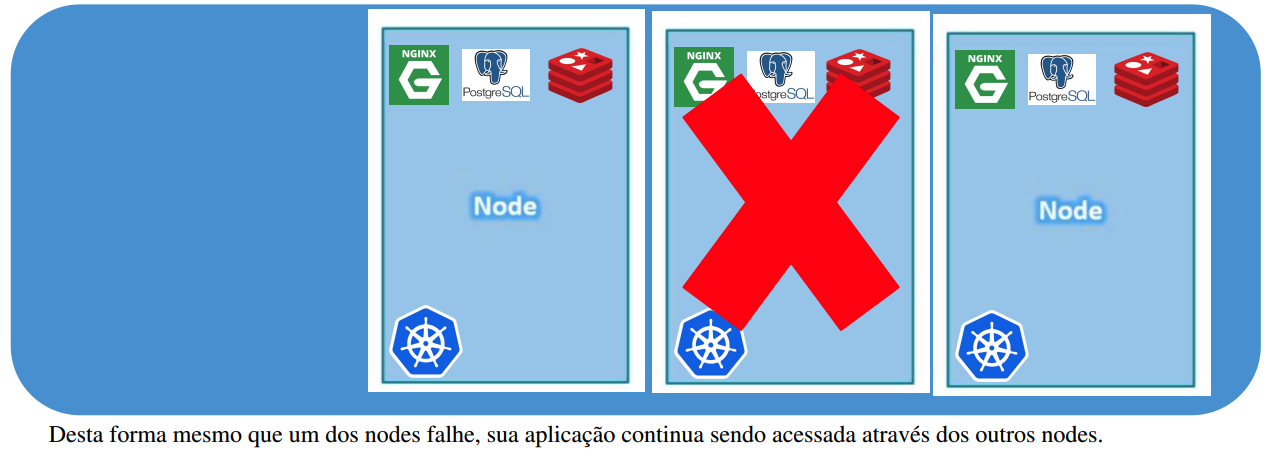 NGINX
PostgreSQL
NGINX
PostgreSQL
NGINX
PostgreSQL
Node
Node
Desta forma mesmo que um dos nodes falhe, sua aplicação continua sendo acessada através dos outros nodes.